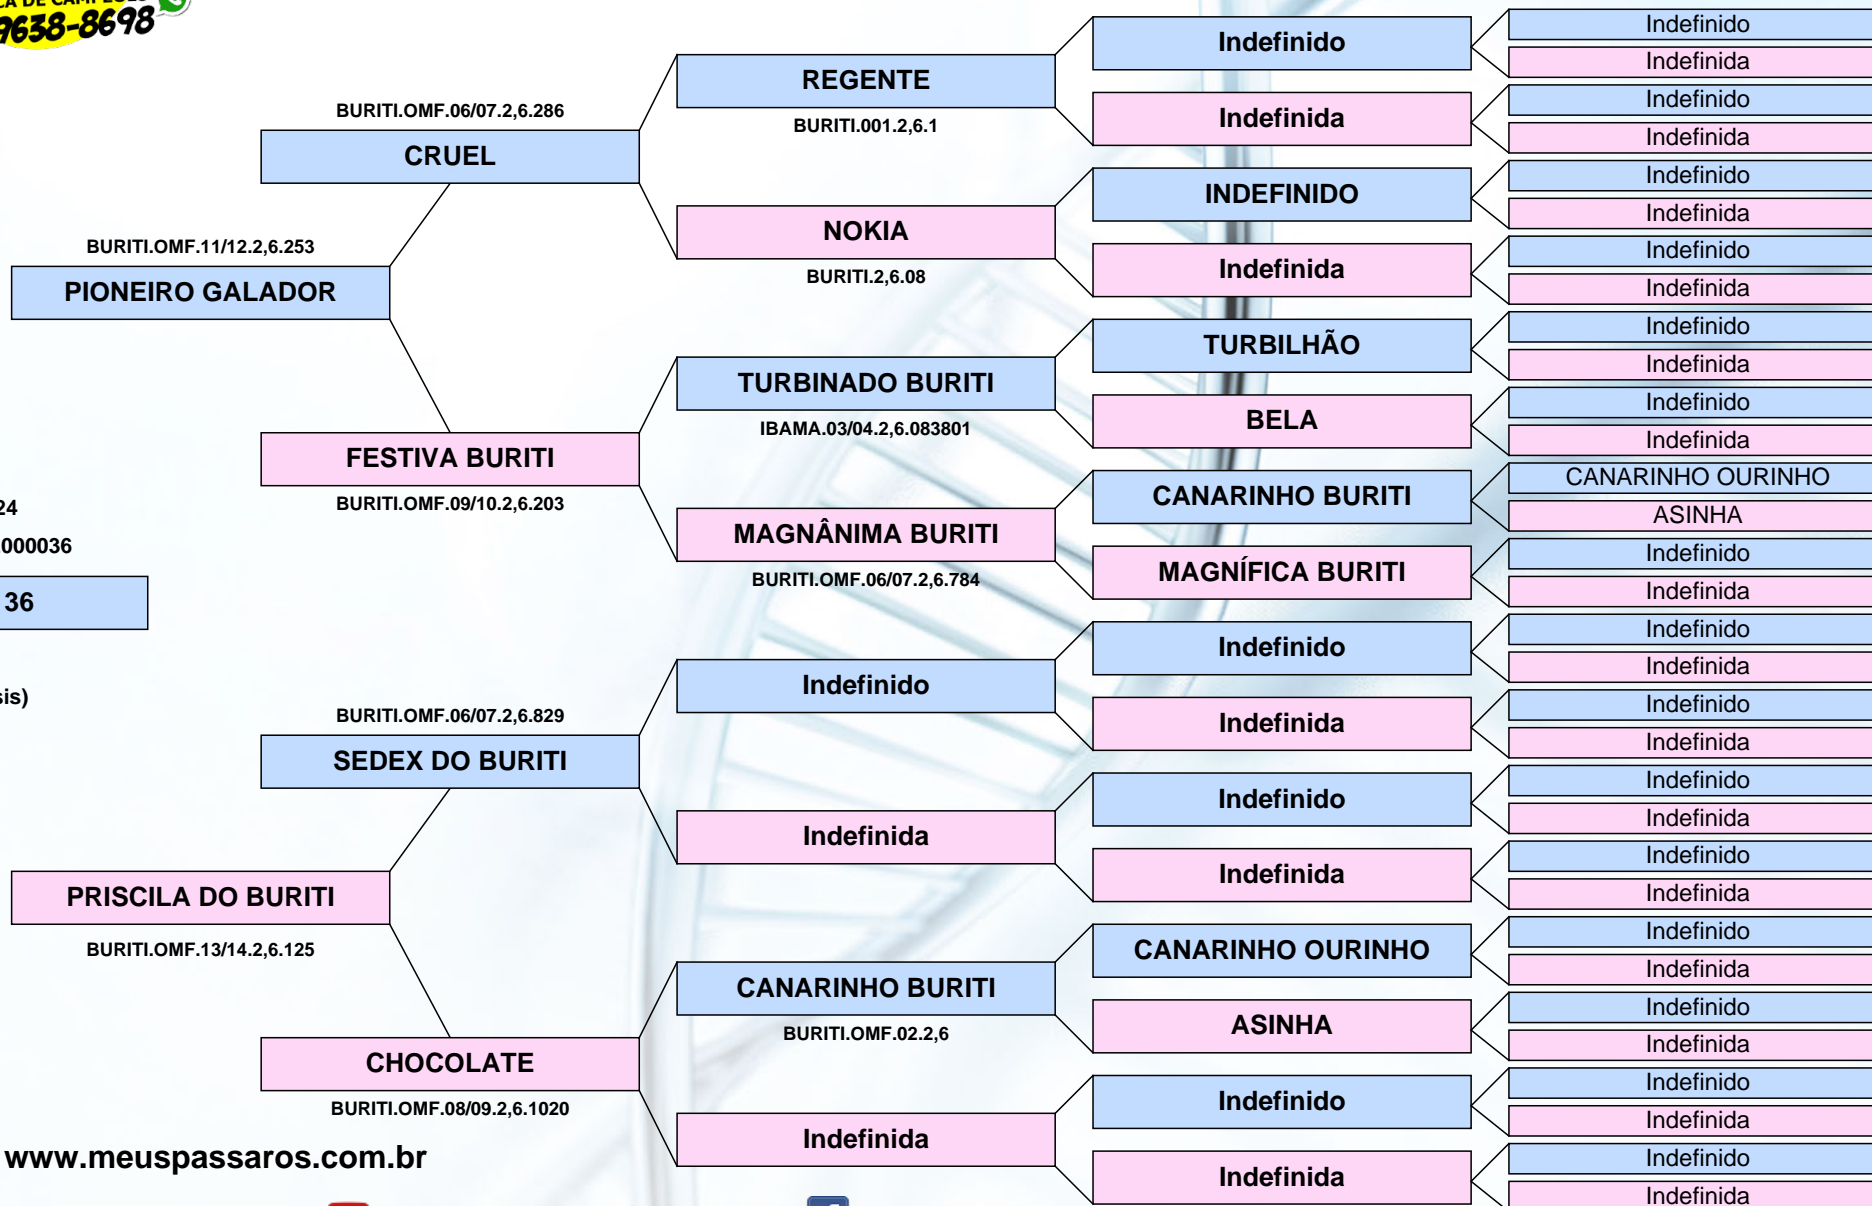 9638-8698
BURITI.OMF.06/07.2,6.286
CRUEL
BURITI.OMF.11/12.2,6.253
PIONEIRO GALADOR
FESTIVA BURITI
BURITI.OMF.09/10.2,6.203
24
000036
36
sis)
BURITI.OMF.06/07.2,6.829
SEDEX DO BURITI
PRISCILA DO BURITI
BURITI.OMF.13/14.2,6.125
CHOCOLATE
BURITI.OMF.08/09.2,6.1020
www.meuspassaros.com.br
REGENTE
BURITI.001.2,6.1
NOKIA
BURITI.2,6.08
TURBINADO BURITI
IBAMA.03/04.2,6.083801
MAGNÂNIMA BURITI
BURITI.OMF.06/07.2,6.784
Indefinido
Indefinida
CANARINHO BURITI
BURITI.OMF.02.2,6
Indefinida
Indefinido
Indefinida
INDEFINIDO
Indefinida
TURBILHÃO
BELA
CANARINHO BURITI
MAGNÍFICA BURITI
Indefinido
Indefinida
Indefinido
Indefinida
CANARINHO OURINHO
ASINHA
Indefinido
Indefinida
Indefinido
Indefinida
Indefinido
Indefinida
Indefinido
Indefinida
Indefinido
Indefinida
Indefinido
Indefinida
Indefinido
Indefinida
CANARINHO OURINHO
ASINHA
Indefinido
Indefinida
Indefinido
Indefinida
Indefinido
Indefinida
Indefinido
Indefinida
Indefinido
Indefinida
Indefinido
Indefinida
Indefinido
Indefinida
Indefinido
Indefinida
Indefinido
Indefinida